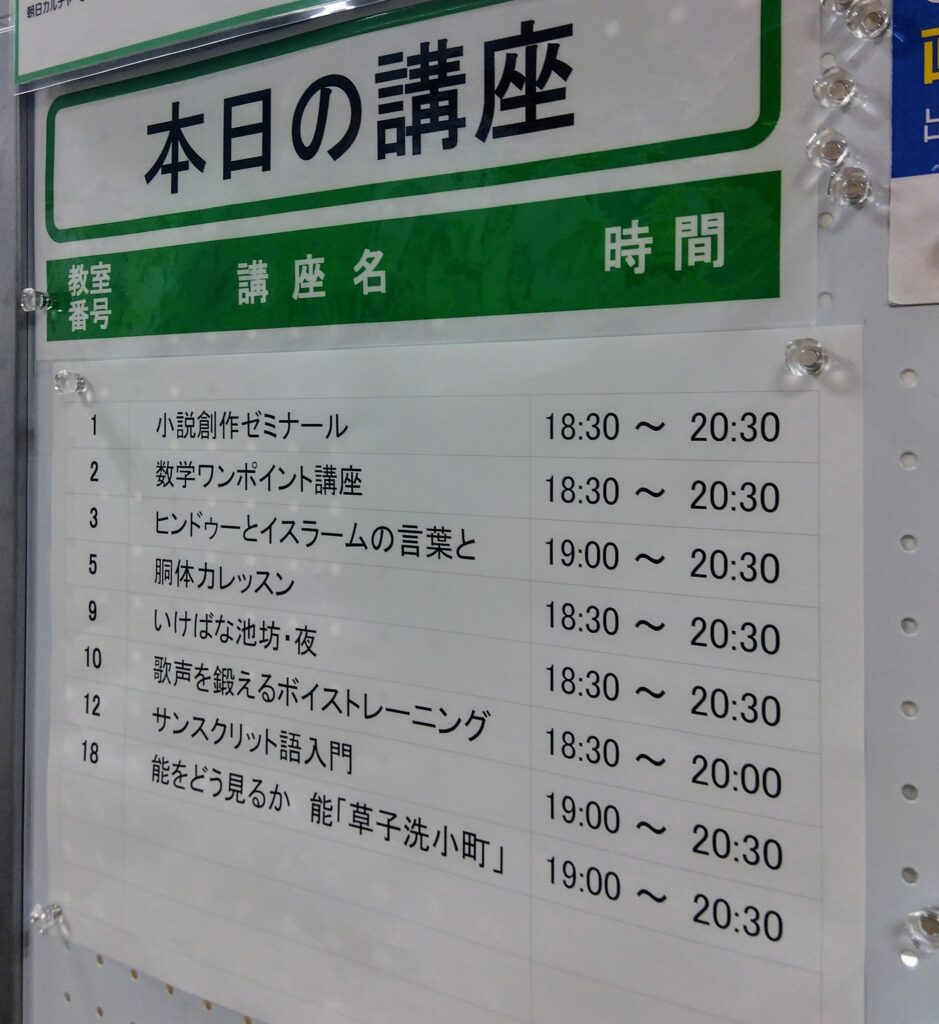 朝日カルチャ
本日の講座
教室番号 講座名 時間
1 小説創作ゼミナール 18:30 ～ 20:30
2 数学ワンポイント講座 18:30 ～ 20:30
3 ヒンドゥーとイスラームの言葉と 19:00 ～ 20:30
5 胴体力レッスン 18:30 ～ 20:30
9 いけばな池坊・夜 18:30 ～ 20:30
10 歌声を鍛えるボイストレーニング 18:30 ～ 20:00
12 サンスクリット語入門 19:00 ～ 20:30
18 能をどう見るか 能「草子洗小町」 19:00 ～ 20:30